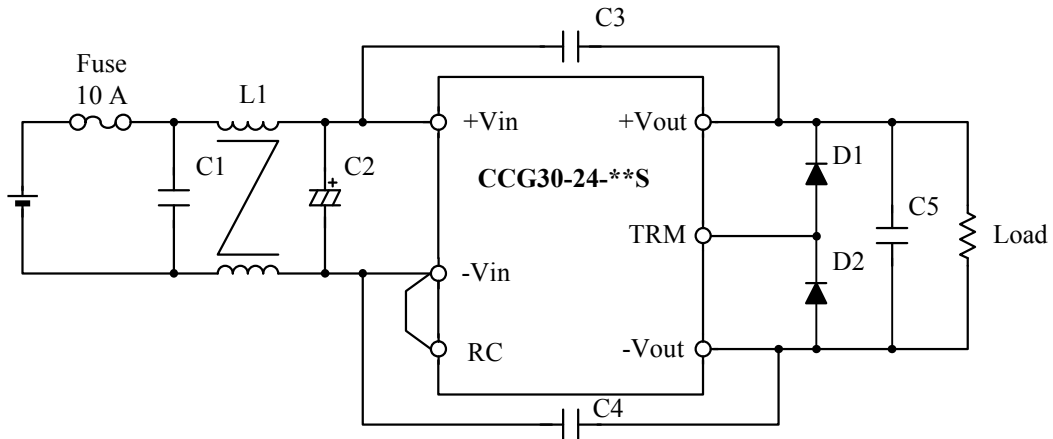 C3
Fuse
10 A
L1
+Vin
+Vout
C1
C2
+
CCG30-24-**S
D1
C5
TRM
Load
D2
-Vin
RC
-Vout
C4